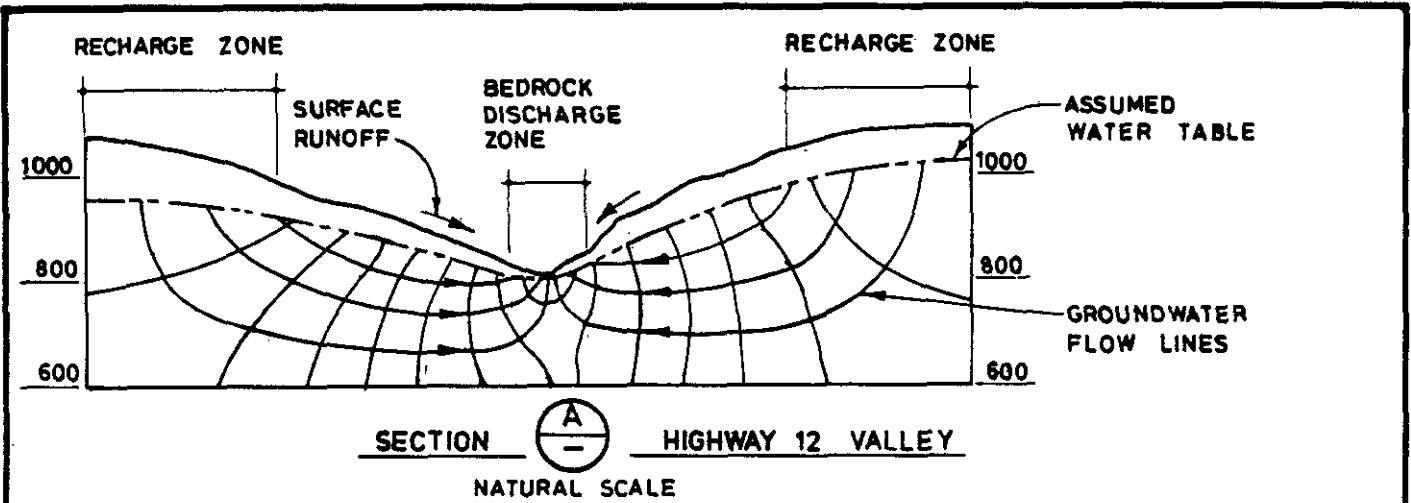 RECHARGE ZONE
RECHARGE ZONE
SURFACE
RUNOFF
BEDROCK
DISCHARGE
ZONE
ASSUMED
WATER TABLE
1000
1000
800
800
GROUNDWATER
FLOW LINES
600
600
SECTION
A
–
HIGHWAY 12 VALLEY
NATURAL SCALE